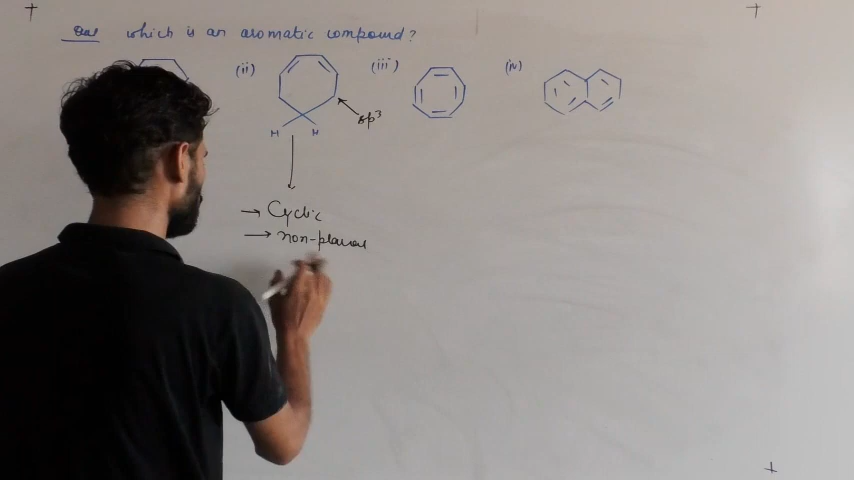 Que which is an aromatic compound?
(ii) (iii) (iv)
sp³
H H
→ Cyclic
→ non-planar